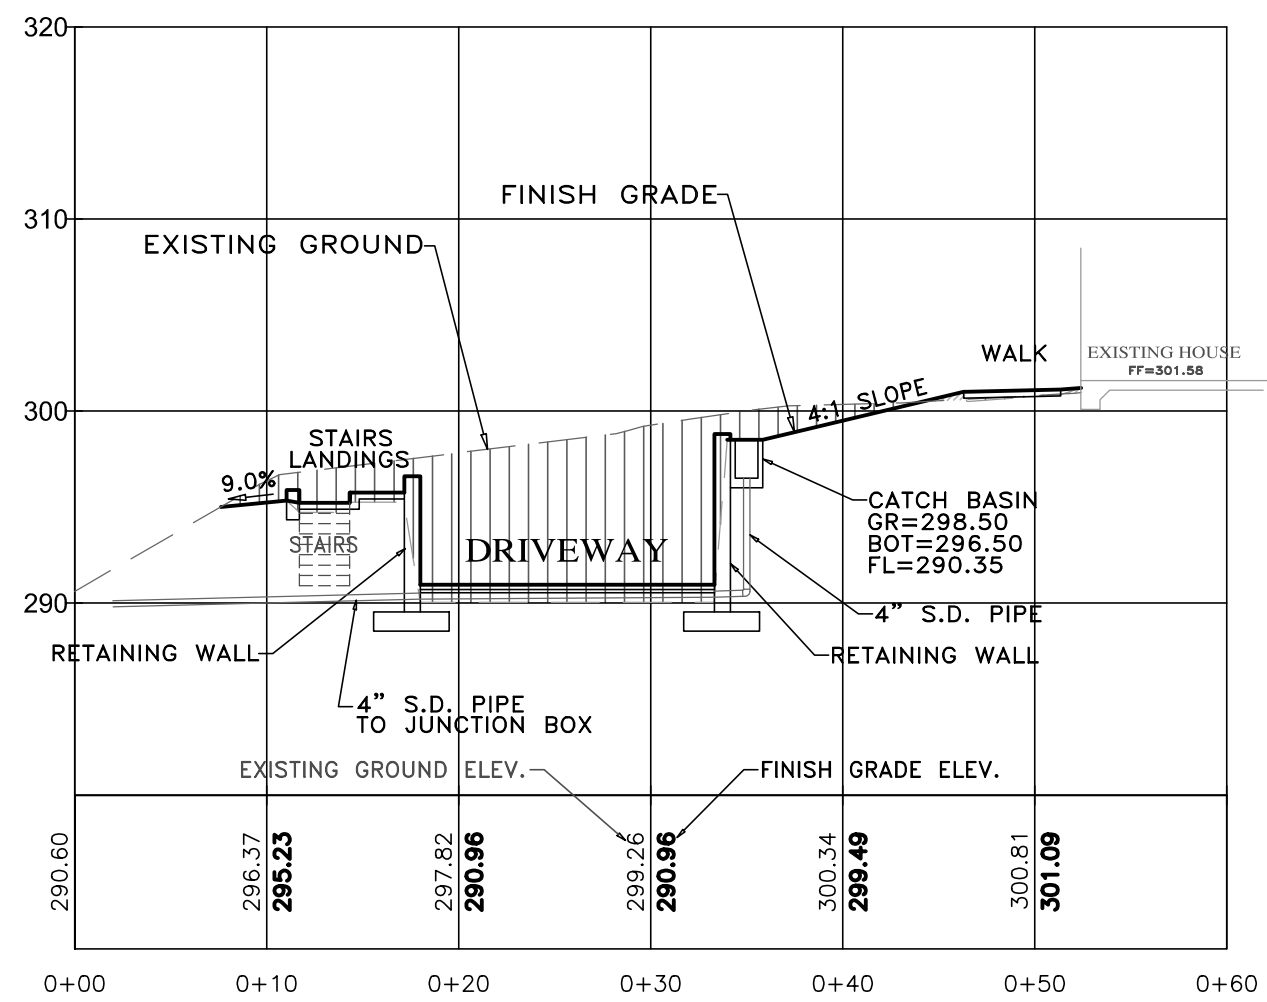 320
310
FINISH GRADE
EXISTING GROUND
WALK
EXISTING HOUSE
FF=301.58
4:1 SLOPE
300
STAIRS
LANDINGS
9.0%
CATCH BASIN
GR=298.50
BOT=296.50
FL=290.35
STAIRS
DRIVEWAY
290
4" S.D. PIPE
RETAINING WALL
RETAINING WALL
4" S.D. PIPE
TO JUNCTION BOX
EXISTING GROUND ELEV.
FINISH GRADE ELEV.
290.60
296.37
295.23
297.82
290.96
299.26
290.96
300.34
299.49
300.81
301.09
0+00 0+10 0+20 0+30 0+40 0+50 0+60